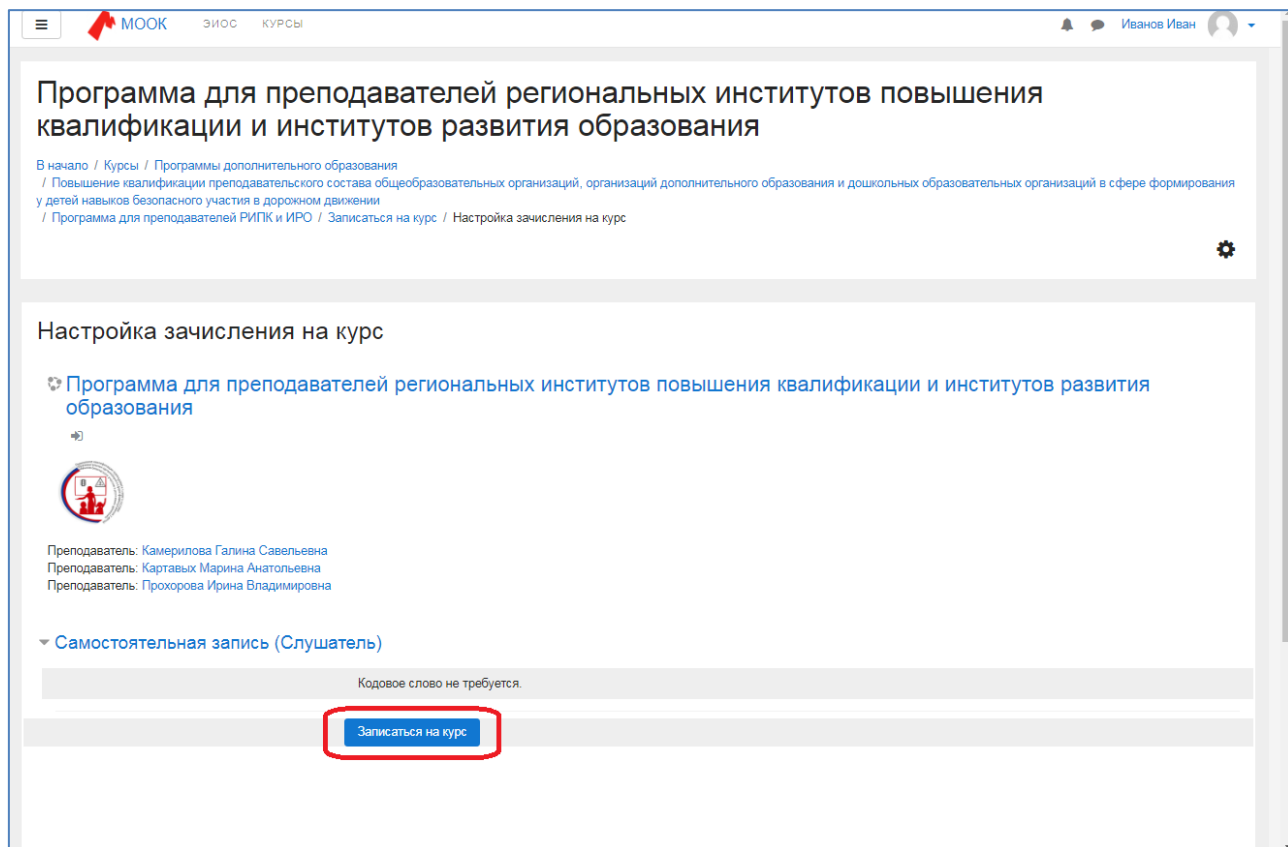 МООК ЭИОС КУРСЫ Иванов Иван
Программа для преподавателей региональных институтов повышения
квалификации и институтов развития образования
В начало / Курсы / Программы дополнительного образования
/ Повышение квалификации преподавательского состава общеобразовательных организаций, организаций дополнительного образования и дошкольных образовательных организаций в сфере формирования
у детей навыков безопасного участия в дорожном движении
/ Программа для преподавателей РИПК и ИРО / Записаться на курс / Настройка зачисления на курс
Настройка зачисления на курс
Программа для преподавателей региональных институтов повышения квалификации и институтов развития
образования
Преподаватель: Камерилова Галина Савельевна
Преподаватель: Картавых Марина Анатольевна
Преподаватель: Прохорова Ирина Владимировна
Самостоятельная запись (Слушатель)
Кодовое слово не требуется.
Записаться на курс